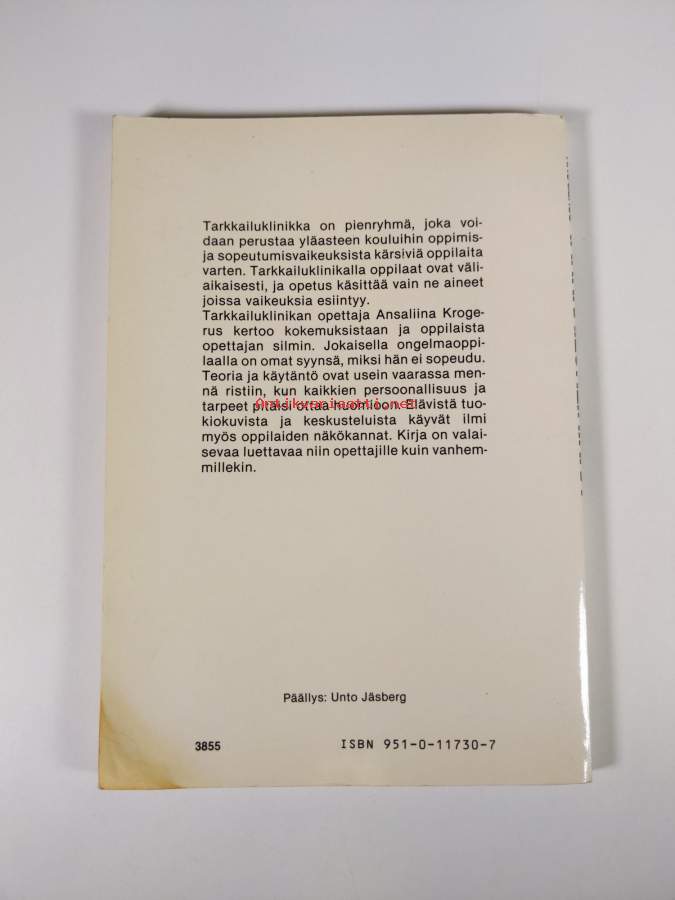 Tarkkailuklinikka on pienryhmä, joka voi-
daan perustaa yläasteen kouluihin oppimis-
ja sopeutumisvaikeuksista kärsiviä oppilaita
varten. Tarkkailuklinikalla oppilaat ovat väli-
aikaisesti, ja opetus käsittää vain ne aineet
joissa vaikeuksia esiintyy.
Tarkkailuklinikan opettaja Ansaliina Kroge-
rus kertoo kokemuksistaan ja oppilaista
opettajan silmin. Jokaisella ongelmaoppi-
laalla on omat syynsä, miksi hän ei sopeudu.
Teoria ja käytäntö ovat usein vaarassa men-
nä ristiin, kun kaikkien persoonallisuus ja
tarpeet pitäisi ottaa huomioon. Elävistä tuo-
kiokuvista ja keskusteluista käyvät ilmi
myös oppilaiden näkökannat. Kirja on valai-
sevaa luettavaa niin opettajille kuin vanhem-
millekin.
Antikvariaatti.net
Päällys: Unto Jäsberg
3855
ISBN 951-0-11730-7